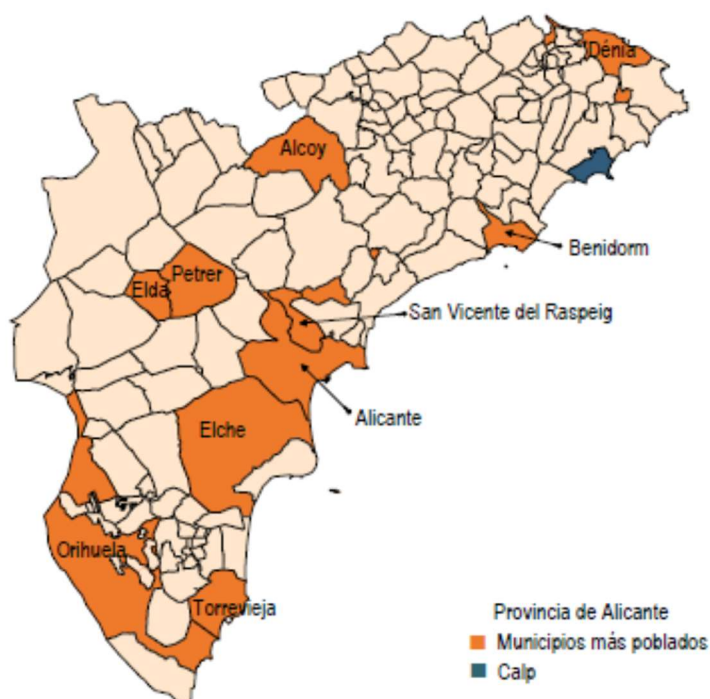 Dénia
Alcoy
Benidorm
Petrer
Elda
San Vicente del Raspeig
Alicante
Elche
Orihuela
Torrevieja
Provincia de Alicante
Municipios más poblados
Calp